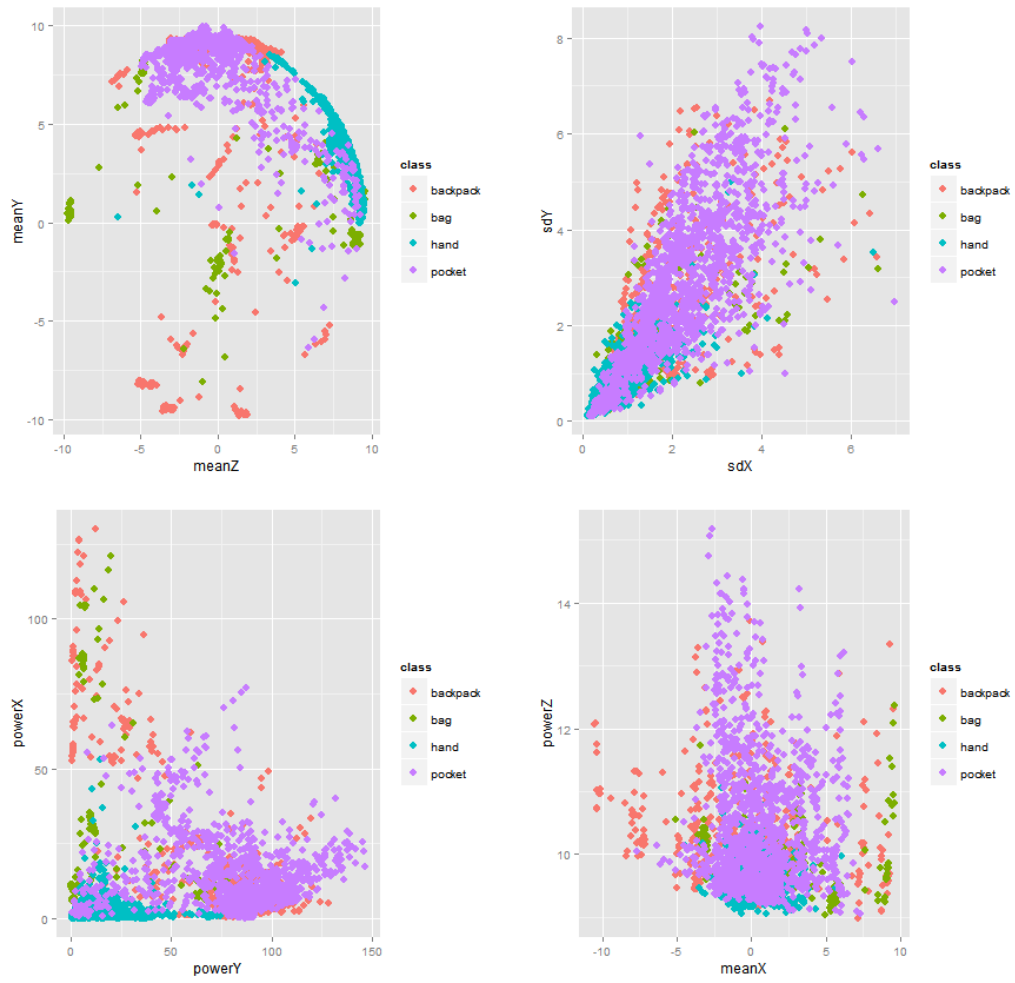 10
5
0
-5
-10
meanY
-10 -5 0 5 10
meanZ
class
backpack
bag
hand
pocket
8
6
4
2
0
sdY
0 2 4 6
sdX
class
backpack
bag
hand
pocket
100
50
0
powerX
0 50 100 150
powerY
class
backpack
bag
hand
pocket
14
12
10
powerZ
-10 -5 0 5 10
meanX
class
backpack
bag
hand
pocket